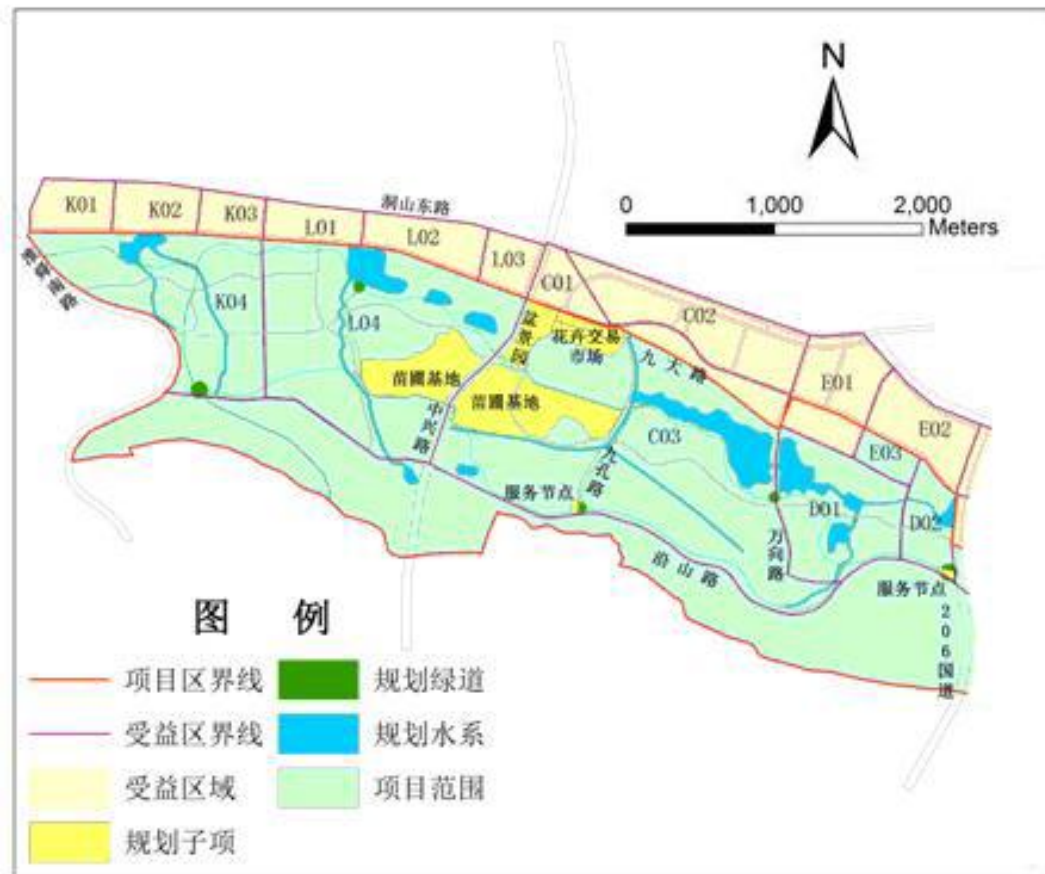 N
0 1,000 2,000
Meters
洞山东路
K01
K02
K03
L01
L02
L03
C01
C02
E01
E02
E03
K04
L04
盆景园
花卉交易
市场
九大路
苗圃基地
苗圃基地
中兴路
C03
九孔路
服务节点
D01
D02
万向路
沿山路
服务节点
206国道
图 例
项目区界线
规划绿道
受益区界线
规划水系
受益区域
项目范围
规划子项